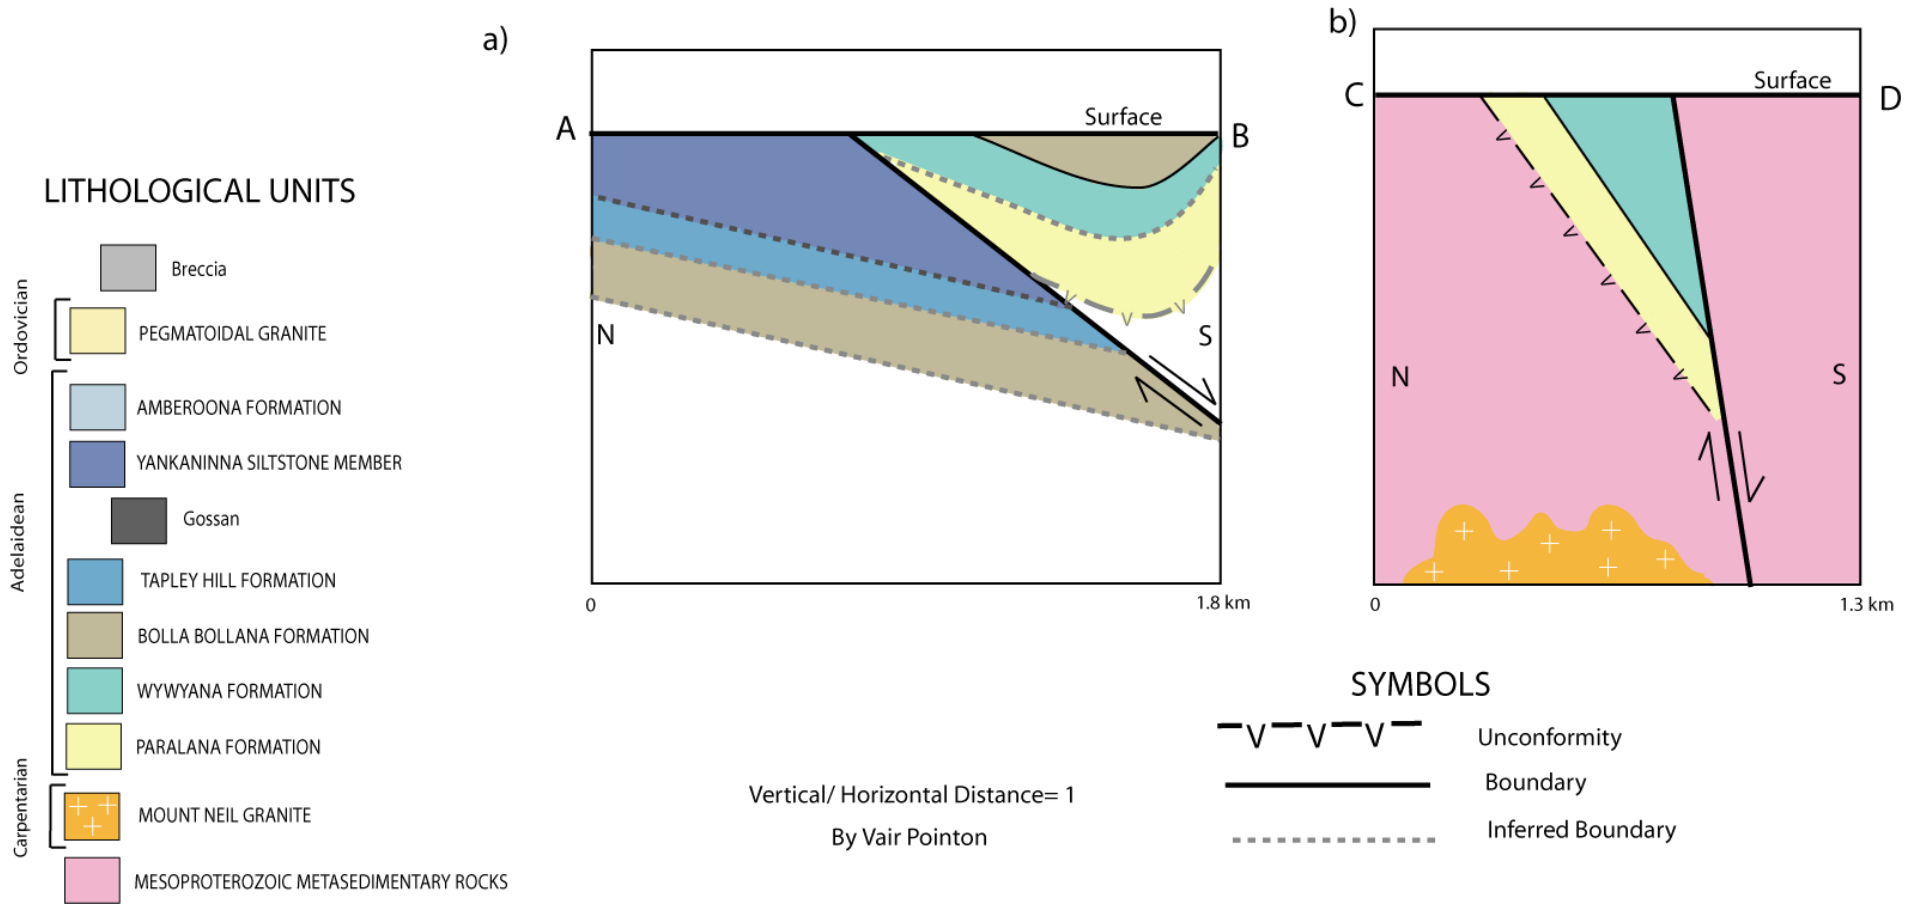 a)
b)
A
Surface
B
N
S
0
1.8 km
C
Surface
D
N
S
0
1.3 km
LITHOLOGICAL UNITS
Breccia
Ordovician
PEGMATOIDAL GRANITE
Adelaidean
AMBEROONA FORMATION
YANKANINNA SILTSTONE MEMBER
Gossan
TAPLEY HILL FORMATION
BOLLA BOLLANA FORMATION
WYWYANA FORMATION
PARALANA FORMATION
Carpentarian
MOUNT NEIL GRANITE
MESOPROTEROZOIC METASEDIMENTARY ROCKS
Vertical/ Horizontal Distance= 1
By Vair Pointon
SYMBOLS
Unconformity
Boundary
Inferred Boundary